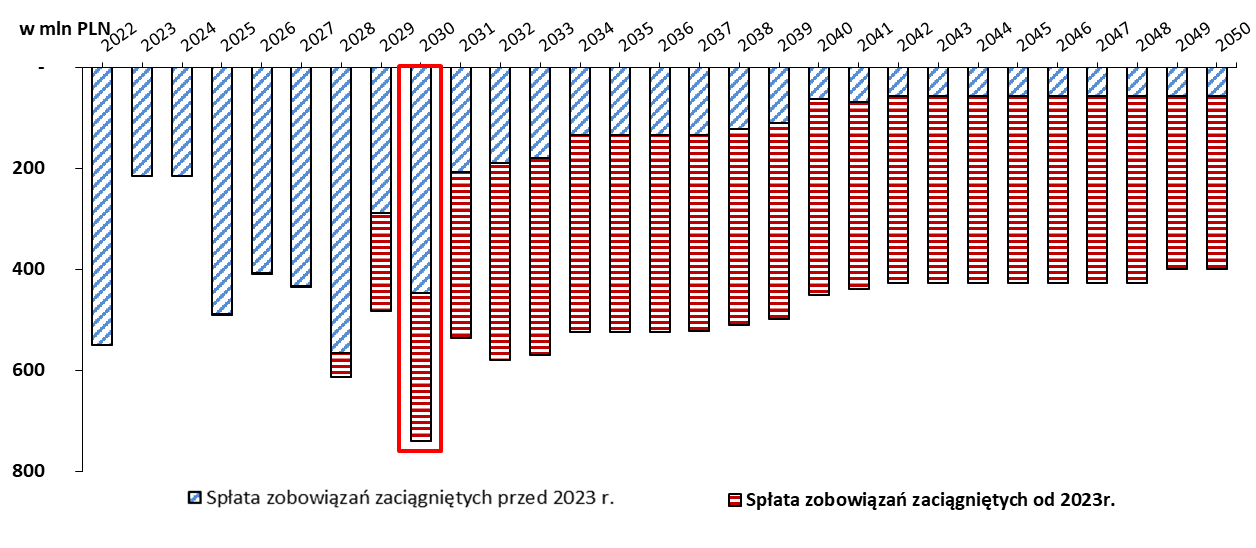 w mln PLN
2022 2023 2024 2025 2026 2027 2028 2029 2030 2031 2032 2033 2034 2035 2036 2037 2038 2039 2040 2041 2042 2043 2044 2045 2046 2047 2048 2049 2050
-
200
400
600
800
Spłata zobowiązań zaciągniętych przed 2023 r. Spłata zobowiązań zaciągniętych od 2023r.